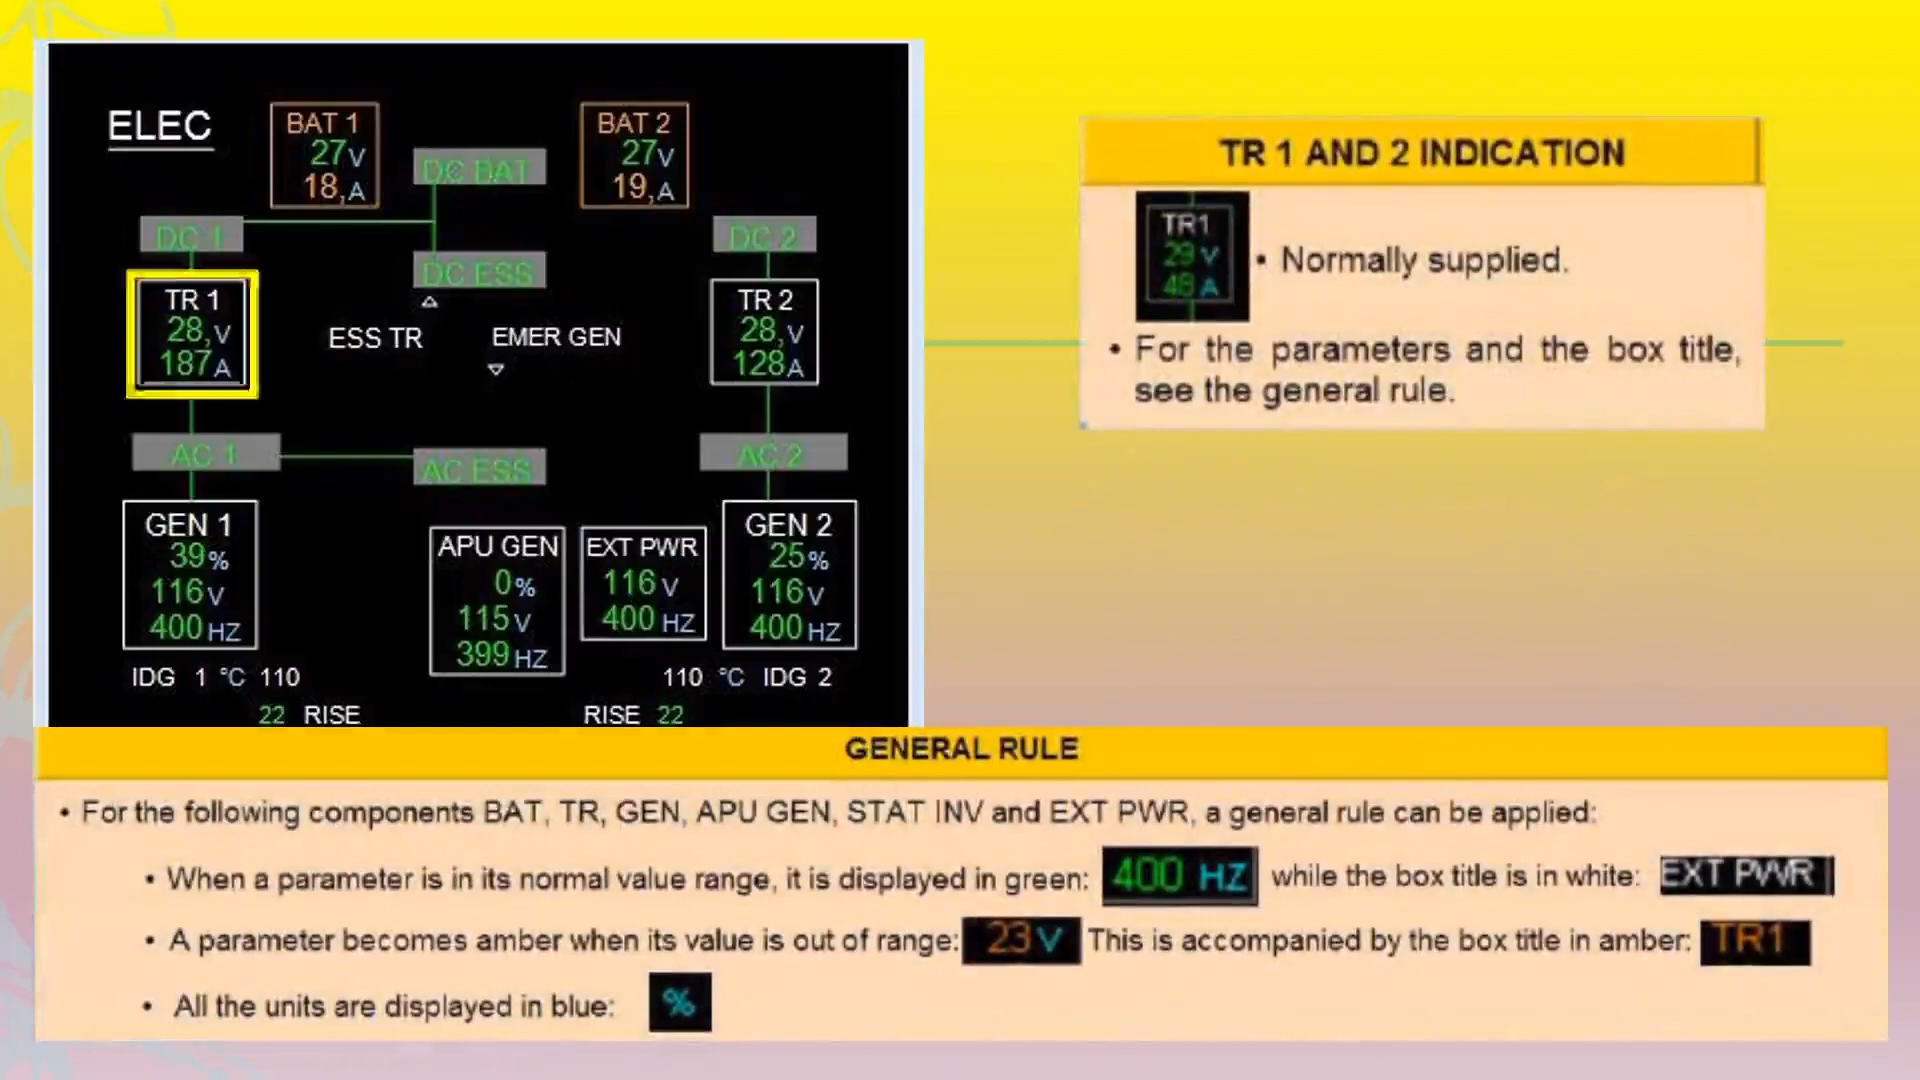 ELEC
BAT 1
27 V
18, A
DC BAT
BAT 2
27 V
19, A
DC 1
DC 2
DC ESS
TR 1
28, V
187 A
ESS TR
EMER GEN
TR 2
28, V
128 A
AC 1
AC ESS
AC 2
GEN 1
39 %
116 V
400 HZ
APU GEN
0 %
115 V
399 HZ
EXT PWR
116 V
400 HZ
GEN 2
25 %
116 V
400 HZ
IDG 1 °C 110
110 °C IDG 2
22 RISE
RISE 22
TR 1 AND 2 INDICATION
TR1
29 V
48 A
• Normally supplied.
• For the parameters and the box title,
see the general rule.
GENERAL RULE
• For the following components BAT, TR, GEN, APU GEN, STAT INV and EXT PWR, a general rule can be applied:
• When a parameter is in its normal value range, it is displayed in green: 400 HZ while the box title is in white: EXT PWR
• A parameter becomes amber when its value is out of range: 23 V This is accompanied by the box title in amber: TR1
• All the units are displayed in blue: %